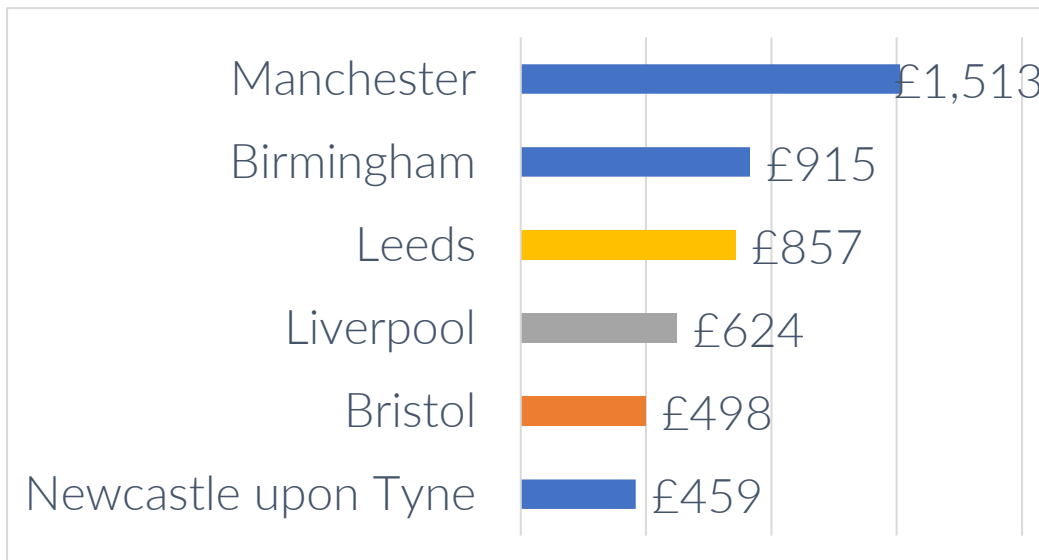 Manchester £1,513
Birmingham £915
Leeds £857
Liverpool £624
Bristol £498
Newcastle upon Tyne £459